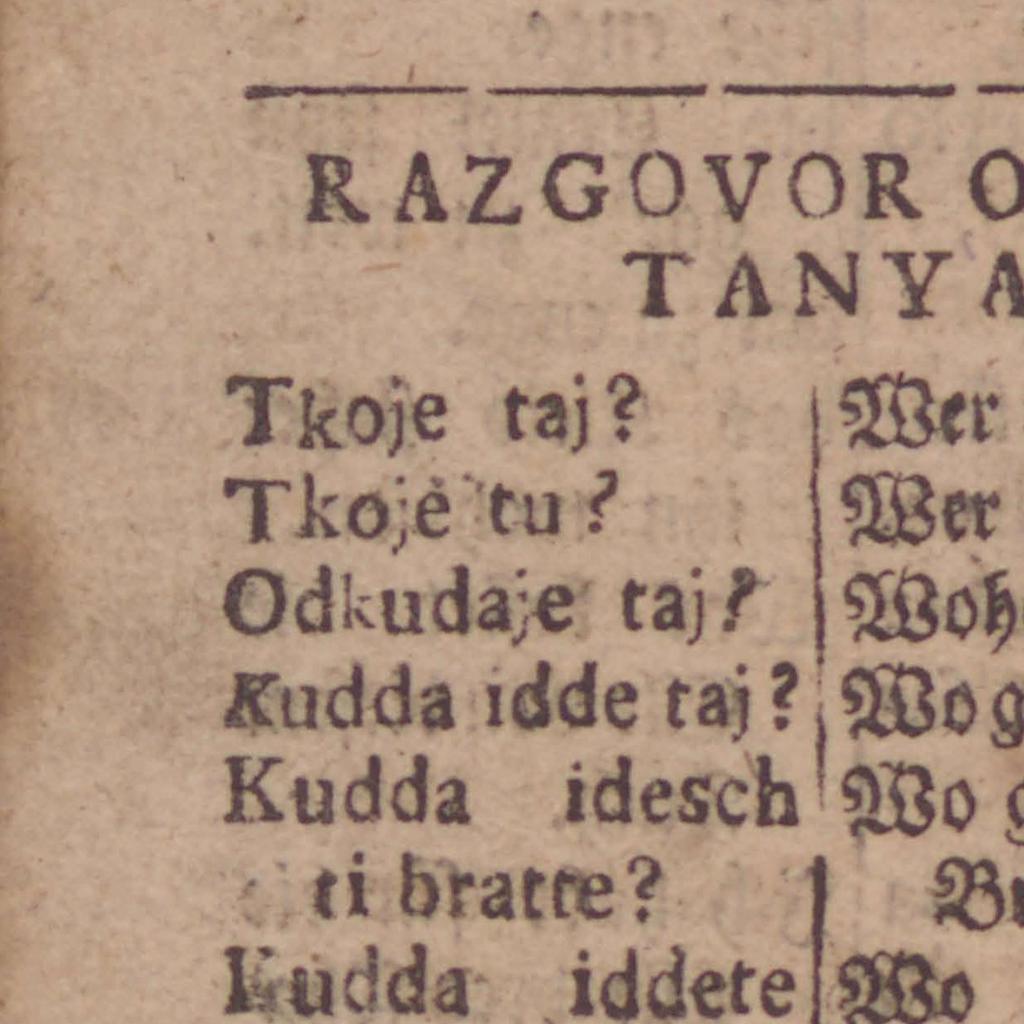 RAZGOVOR O
TANYA
Tkoje taj?
Tkoje tu?
Odkudaje taj?
Kudda idde taj?
Kudda idesch
ti bratte?
Kudda iddete
Wer
Wer
Woh
Wo g
Wo g
Br
Wo